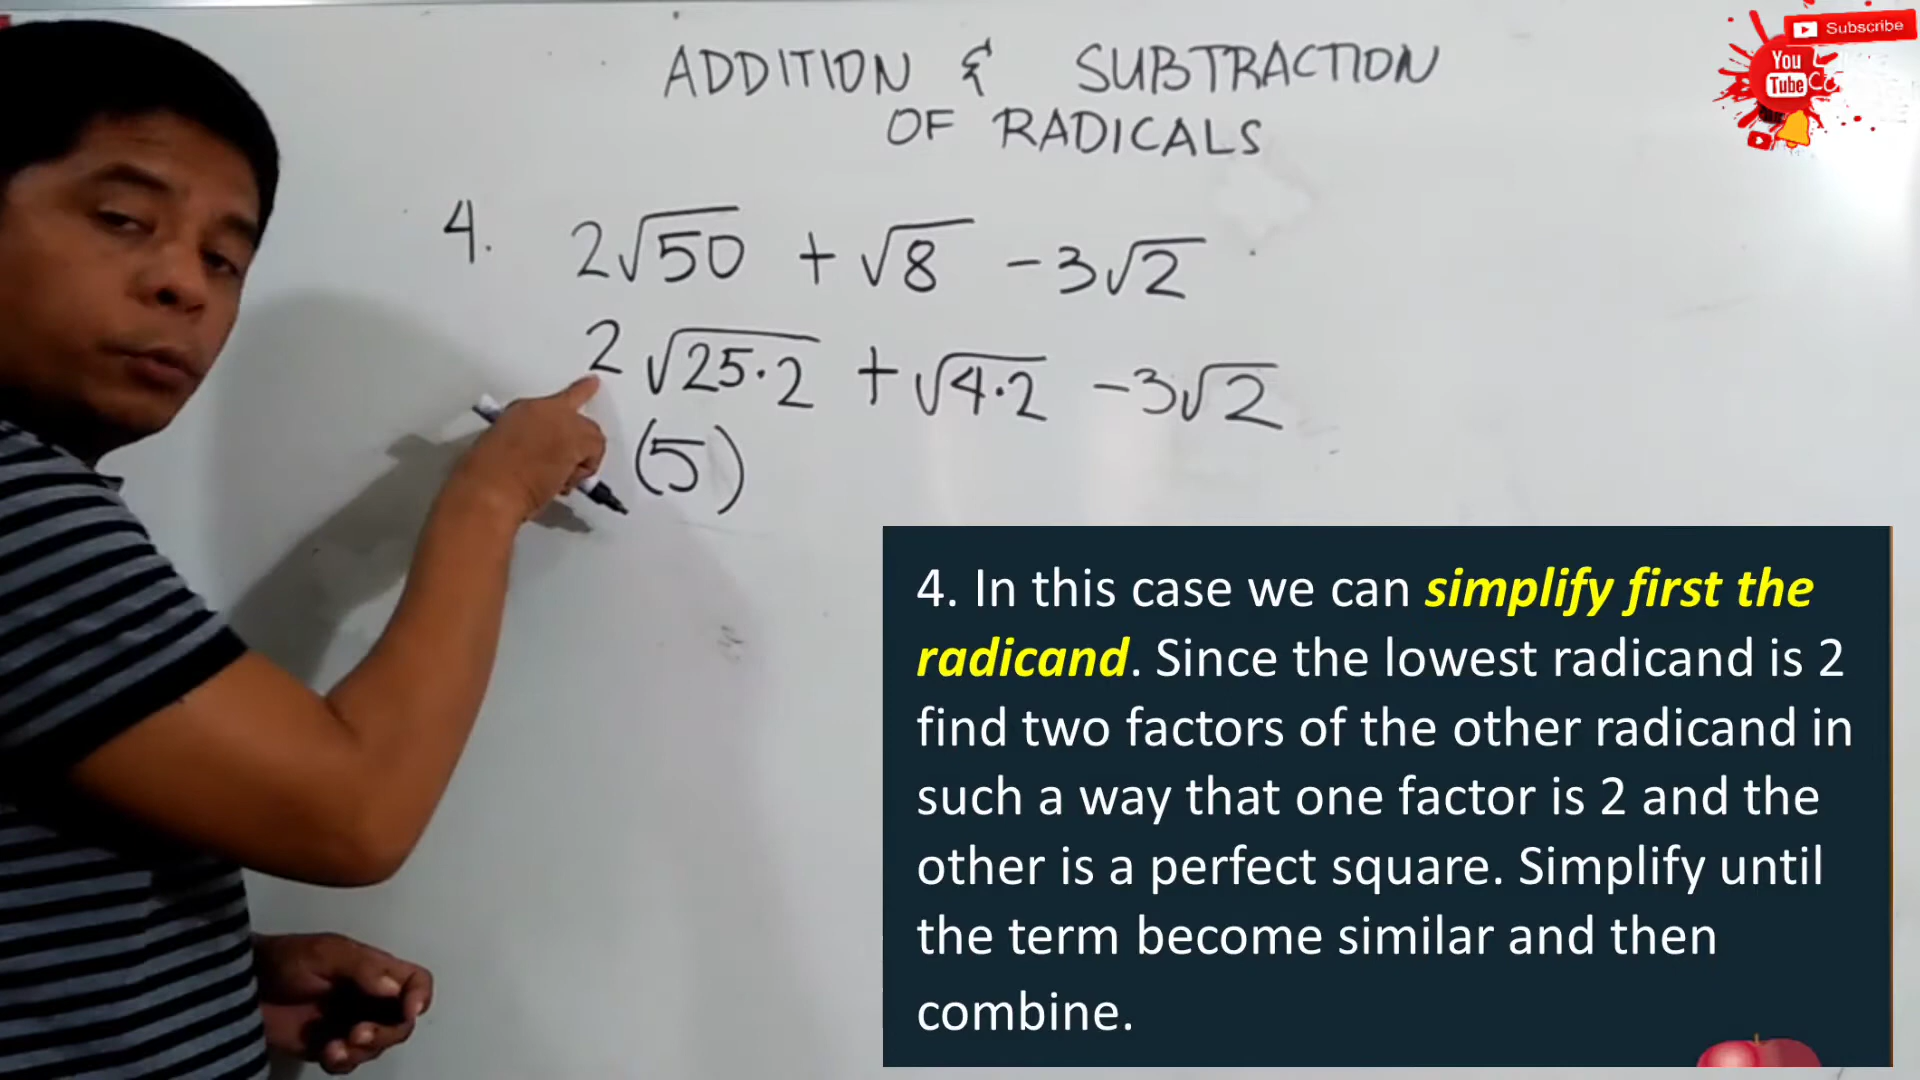 ADDITION & SUBTRACTION
OF RADICALS
4. 2√50 + √8 -3√2
2√25·2 + √4·2 -3√2
(5)
4. In this case we can simplify first the
radicand. Since the lowest radicand is 2
find two factors of the other radicand in
such a way that one factor is 2 and the
other is a perfect square. Simplify until
the term become similar and then
combine.
Subscribe
You
Tube